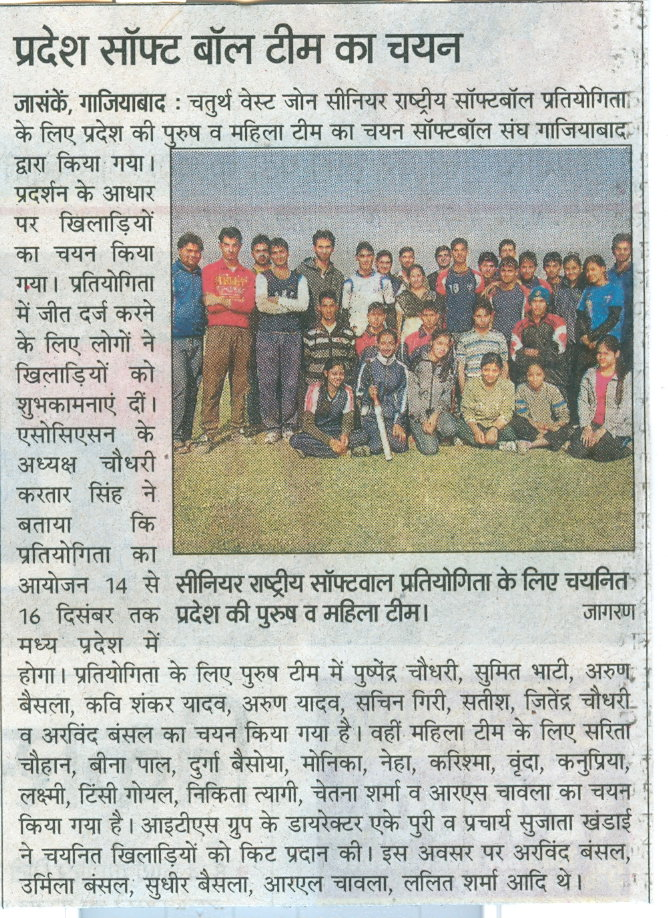 प्रदेश सॉफ्ट बॉल टीम का चयन
जासंकें, गाजियाबाद : चतुर्थ वेस्ट जोन सीनियर राष्ट्रीय सॉफ्टबॉल प्रतियोगिता
के लिए प्रदेश की पुरुष व महिला टीम का चयन सॉफ्टबॉल संघ गाजियाबाद
द्वारा किया गया।
प्रदर्शन के आधार
पर खिलाड़ियों
का चयन किया
गया। प्रतियोगिता
में जीत दर्ज करने
के लिए लोगों ने
खिलाड़ियों को
शुभकामनाएं दीं।
एसोसिएसन के
अध्यक्ष चौधरी
करतार सिंह ने
बताया कि
प्रतियोगिता का
आयोजन 14 से
16 दिसंबर तक
मध्य प्रदेश में
सीनियर राष्ट्रीय सॉफ्टवाल प्रतियोगिता के लिए चयनित
प्रदेश की पुरुष व महिला टीम। जागरण
होगा। प्रतियोगिता के लिए पुरुष टीम में पुष्पेंद्र चौधरी, सुमित भाटी, अरुण
बैसला, कवि शंकर यादव, अरुण यादव, सचिन गिरी, सतीश, जितेंद्र चौधरी
व अरविंद बंसल का चयन किया गया है। वहीं महिला टीम के लिए सरिता
चौहान, बीना पाल, दुर्गा बैसोया, मोनिका, नेहा, करिश्मा, वृंदा, कनुप्रिया,
लक्ष्मी, टिंसी गोयल, निकिता त्यागी, चेतना शर्मा व आरएस चावला का चयन
किया गया है। आइटीएस ग्रुप के डायरेक्टर एके पुरी व प्रचार्य सुजाता खंडाई
ने चयनित खिलाड़ियों को किट प्रदान की। इस अवसर पर अरविंद बंसल,
उर्मिला बंसल, सुधीर बैसला, आरएल चावला, ललित शर्मा आदि थे।